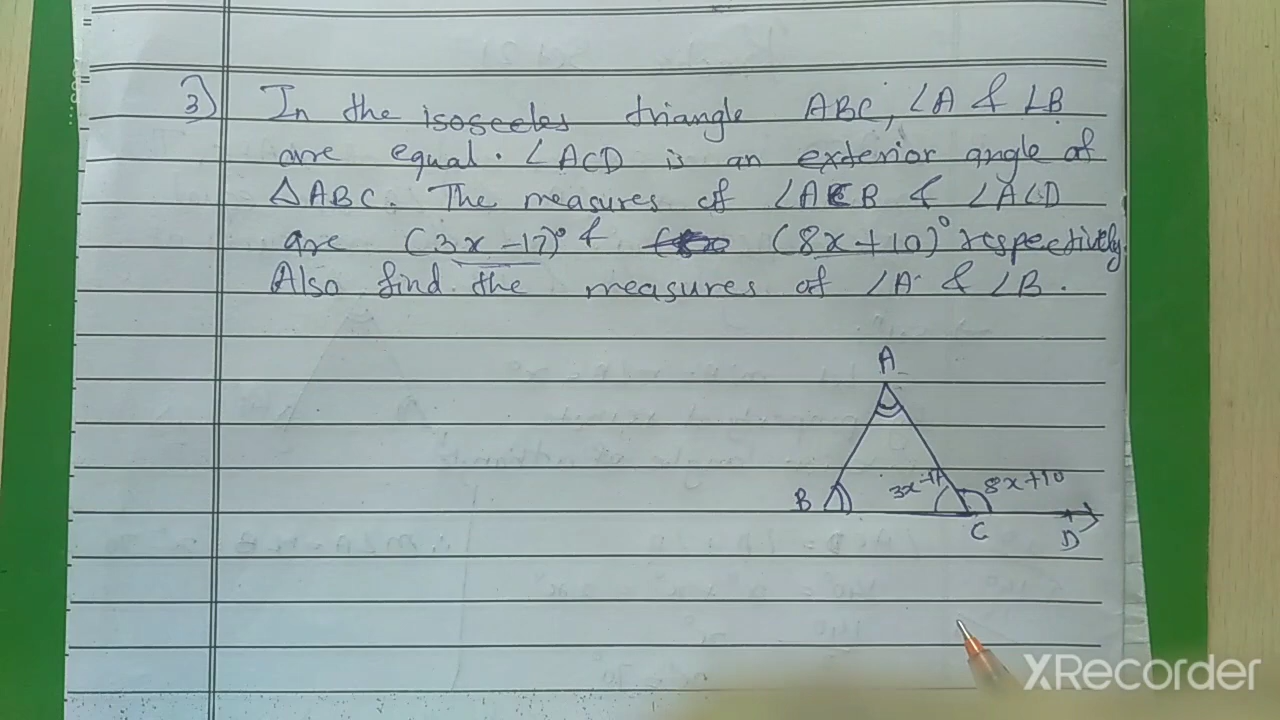 3) In the isosceles triangle ABC, ∠A & ∠B
are equal. ∠ACD is an exterior angle of
△ABC. The measures of ∠ACB & ∠ACD
are (3x-17)° & (8x+10)° respectively.
Also find the measures of ∠A & ∠B.
A
B
3x-17
8x+10
C
D
XRecorder